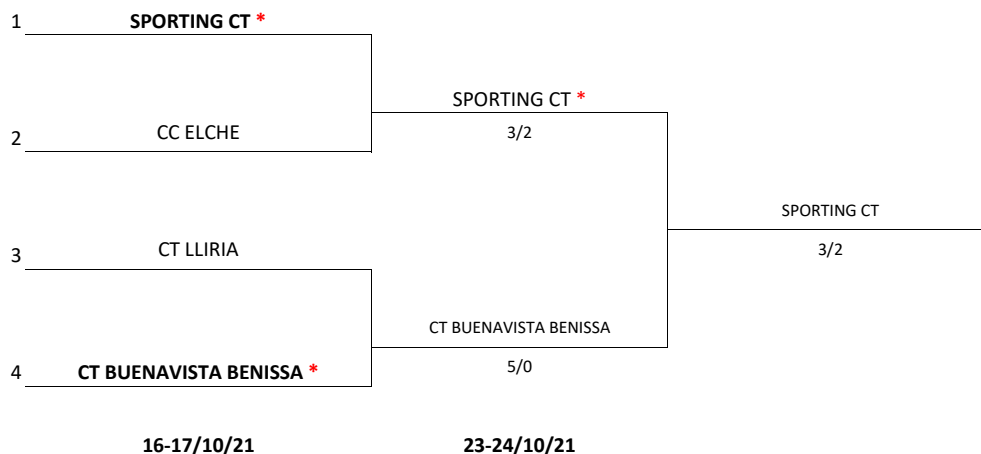 1 SPORTING CT *
SPORTING CT *
2 CC ELCHE
3/2
SPORTING CT
3 CT LLIRIA
3/2
CT BUENAVISTA BENISSA
4 CT BUENAVISTA BENISSA *
5/0
16-17/10/21 23-24/10/21